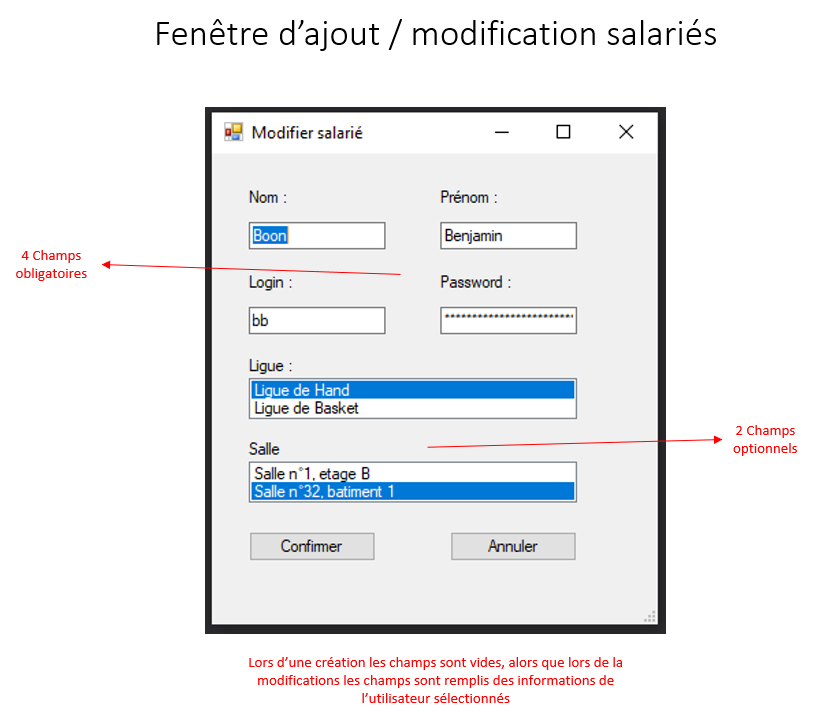 Fenêtre d'ajout / modification salariés
Modifier salarié
Nom :
Prénom :
Boon
Benjamin
4 Champs
obligatoires
Login :
Password :
bb
*************************
Ligue :
Ligue de Hand
Ligue de Basket
2 Champs
optionnels
Salle
Salle n°1, etage B
Salle n°32, batiment 1
Confirmer
Annuler
Lors d'une création les champs sont vides, alors que lors de la
modifications les champs sont remplis des informations de
l'utilisateur sélectionnés